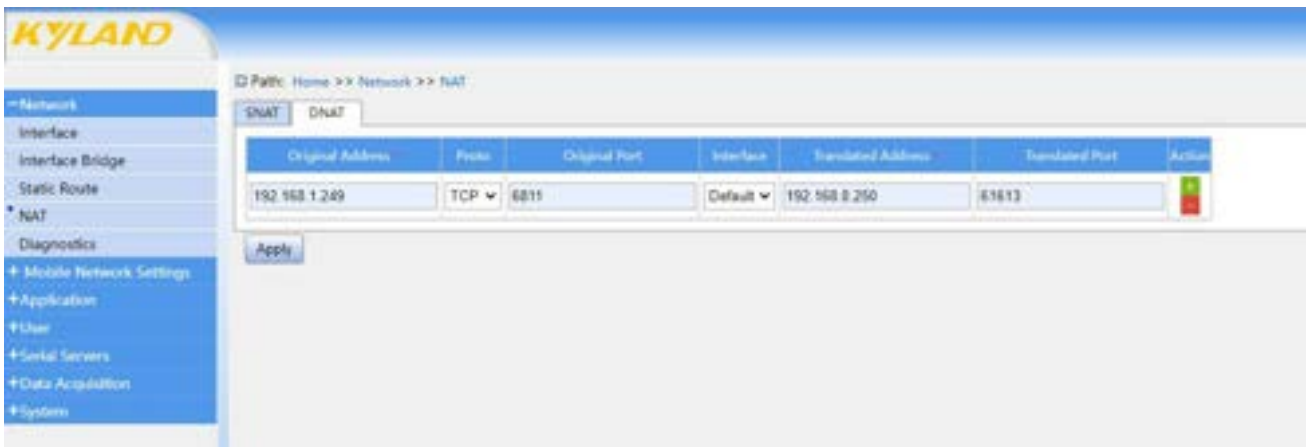 KYLAND
Path: Home >> Network >> NAT
SNAT DNAT
Original Address Proto Original Port Interface Translated Address Translated Port Action
192.168.1.249 TCP 6811 Default 192.168.0.250 61613
Apply
Network
Interface
Interface Bridge
Static Route
NAT
Diagnostics
+ Mobile Network Settings
+Application
+User
+Serial Servers
+Data Acquisition
+System